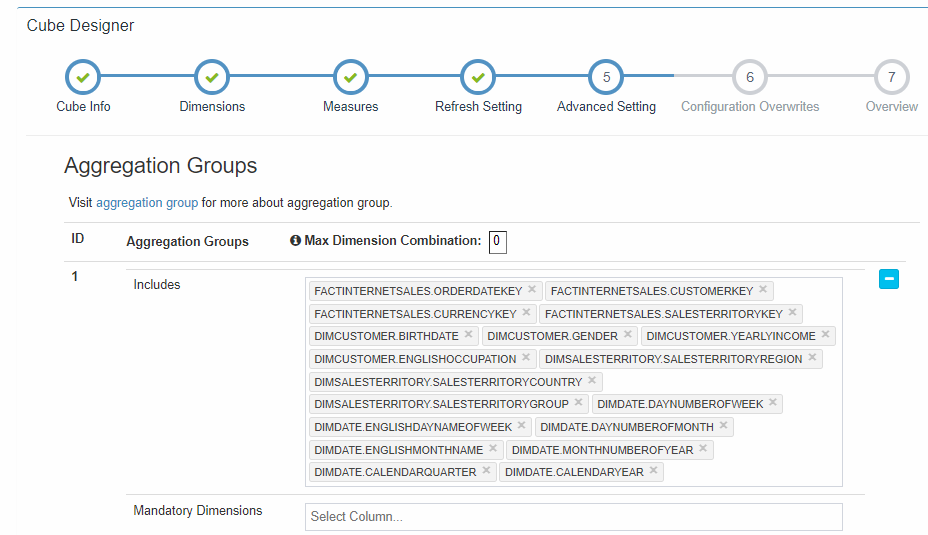 Cube Designer
5
6
7
Cube Info Dimensions Measures Refresh Setting Advanced Setting Configuration Overwrites Overview
Aggregation Groups
Visit aggregation group for more about aggregation group.
ID Aggregation Groups Max Dimension Combination: 0
1 Includes
FACTINTERNETSALES.ORDERDATEKEY × FACTINTERNETSALES.CUSTOMERKEY ×
FACTINTERNETSALES.CURRENCYKEY × FACTINTERNETSALES.SALESTERRITORYKEY ×
DIMCUSTOMER.BIRTHDATE × DIMCUSTOMER.GENDER × DIMCUSTOMER.YEARLYINCOME ×
DIMCUSTOMER.ENGLISHOCCUPATION × DIMSALESTERRITORY.SALESTERRITORYREGION ×
DIMSALESTERRITORY.SALESTERRITORYCOUNTRY ×
DIMSALESTERRITORY.SALESTERRITORYGROUP × DIMDATE.DAYNUMBEROFWEEK ×
DIMDATE.ENGLISHDAYNAMEOFWEEK × DIMDATE.DAYNUMBEROFMONTH ×
DIMDATE.ENGLISHMONTHNAME × DIMDATE.MONTHNUMBEROFYEAR ×
DIMDATE.CALENDARQUARTER × DIMDATE.CALENDARYEAR ×
Mandatory Dimensions Select Column...